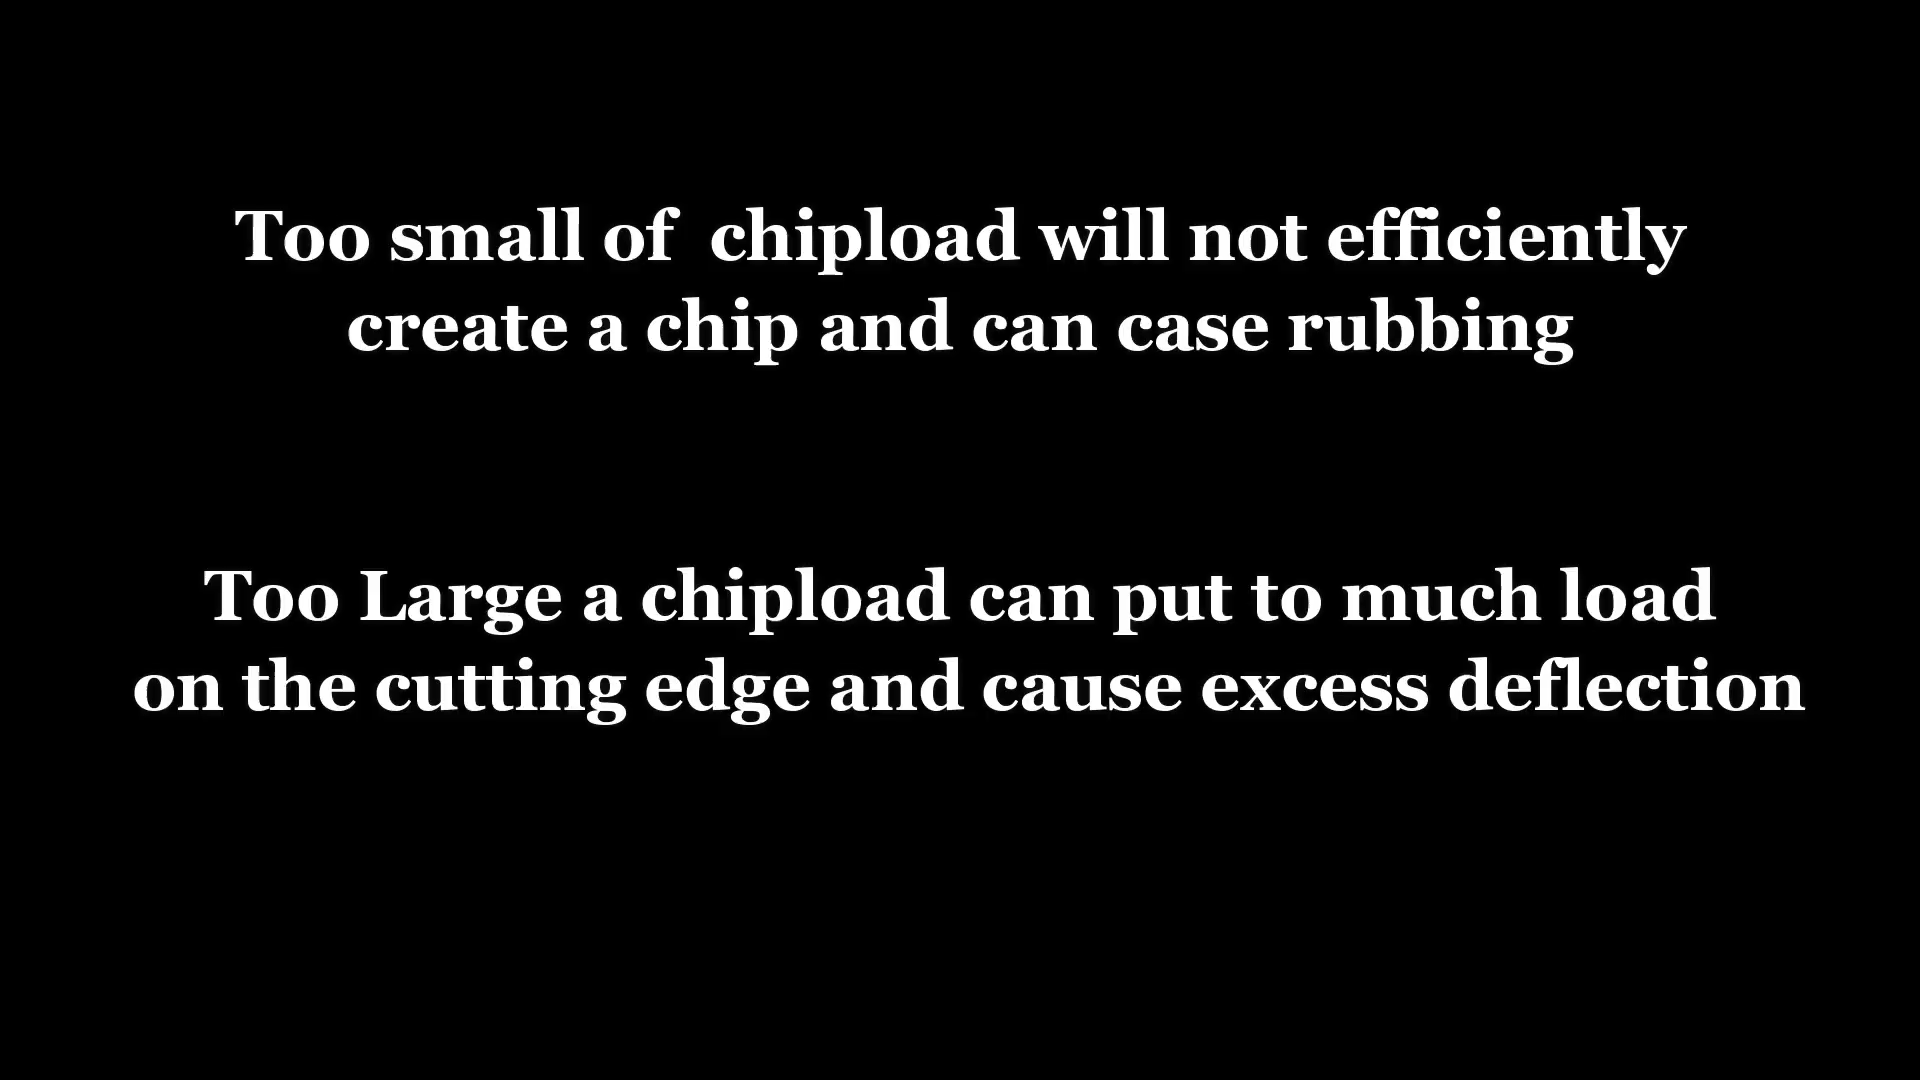 Too small of  chipload will not efficiently
create a chip and can case rubbing
Too Large a chipload can put to much load
on the cutting edge and cause excess deflection